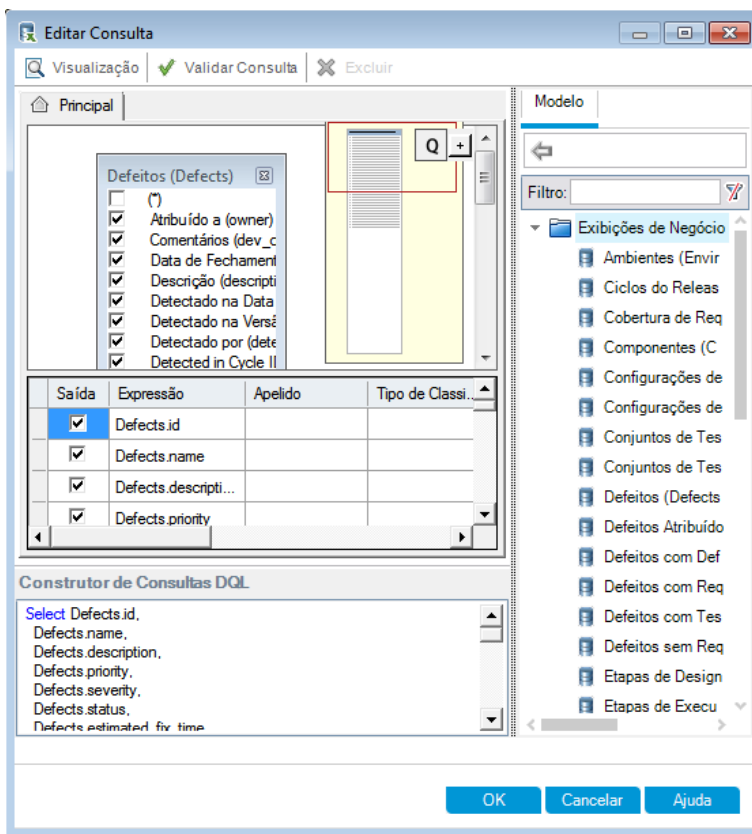 Editar Consulta
Visualização
Validar Consulta
Excluir
Principal
Defeitos (Defects)
(*)
Atribuído a (owner)
Comentários (dev_c
Data de Fechament
Descrição (descripti
Detectado na Data
Detectado na Versã
Detectado por (dete
Detected in Cycle II
Q
+
Saída Expressão Apelido Tipo de Classi...
Defects.id
Defects.name
Defects.descripti...
Defects.priority
Construtor de Consultas DQL
Select Defects.id,
Defects.name,
Defects.description,
Defects.priority,
Defects.severity,
Defects.status,
Defects.estimated_fix_time
Modelo
Filtro:
Exibições de Negócio
Ambientes (Envir
Ciclos do Releas
Cobertura de Req
Componentes (C
Configurações de
Configurações de
Conjuntos de Tes
Conjuntos de Tes
Defeitos (Defects
Defeitos Atribuído
Defeitos com Def
Defeitos com Req
Defeitos com Tes
Defeitos sem Req
Etapas de Design
Etapas de Execu
OK
Cancelar
Ajuda